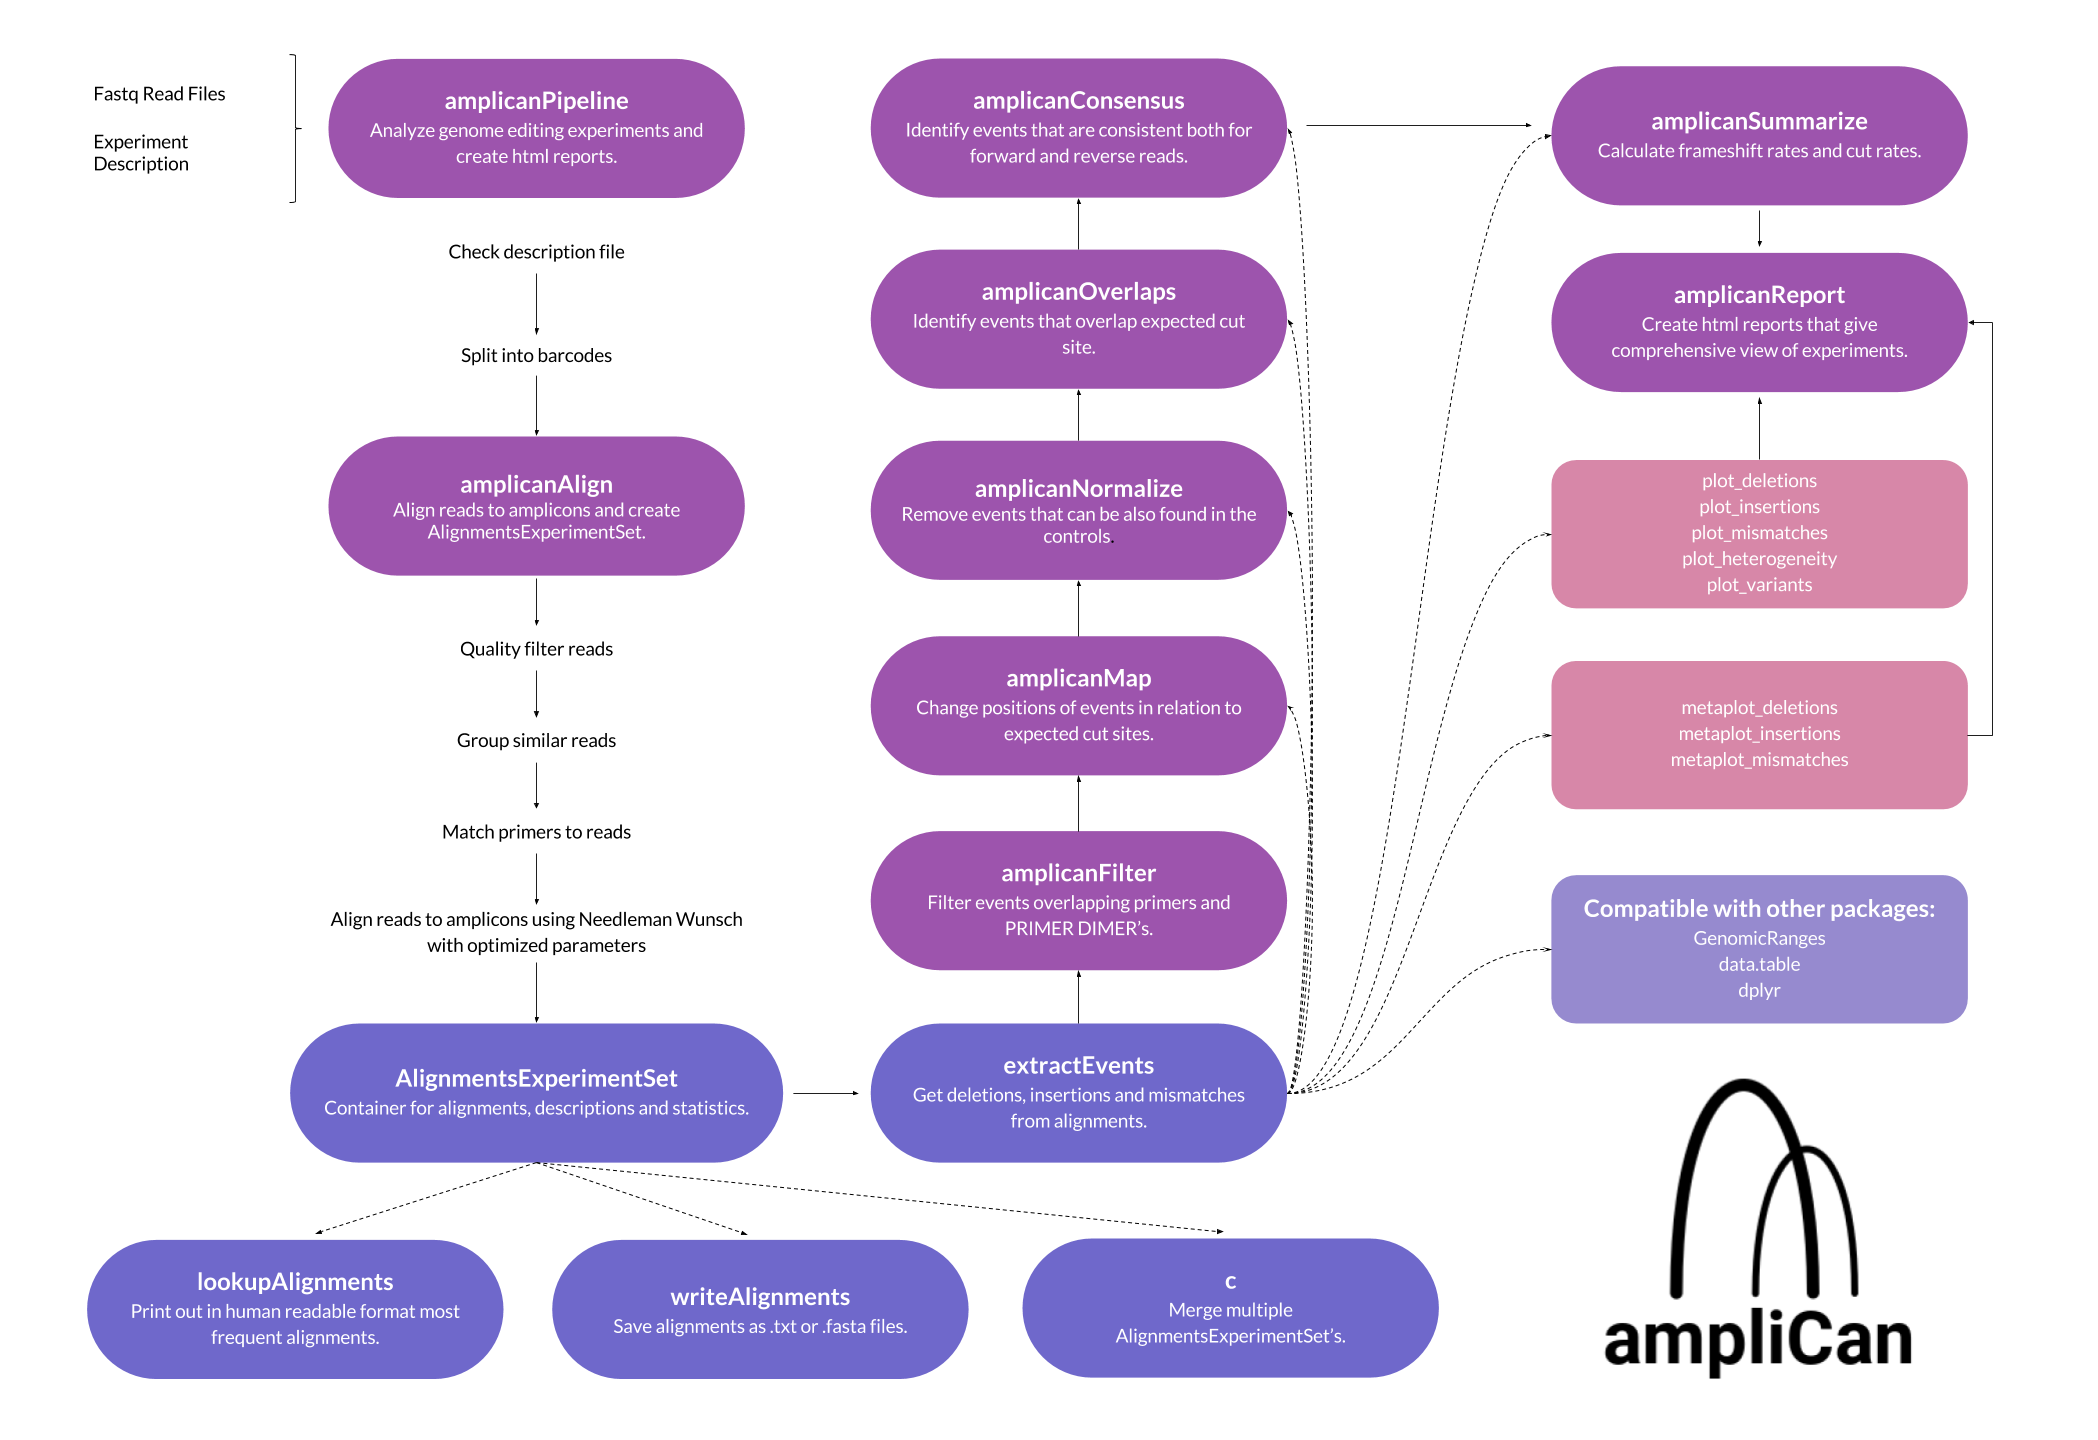 Fastq Read Files
Experiment
Description
amplicanPipeline
Analyze genome editing experiments and
create html reports.
Check description file
Split into barcodes
amplicanAlign
Align reads to amplicons and create
AlignmentsExperimentSet.
Quality filter reads
Group similar reads
Match primers to reads
Align reads to amplicons using Needleman Wunsch
with optimized parameters
AlignmentsExperimentSet
Container for alignments, descriptions and statistics.
lookupAlignments
Print out in human readable format most
frequent alignments.
writeAlignments
Save alignments as .txt or .fasta files.
c
Merge multiple
AlignmentsExperimentSet's.
amplicanConsensus
Identify events that are consistent both for
forward and reverse reads.
amplicanOverlaps
Identify events that overlap expected cut
site.
amplicanNormalize
Remove events that can be also found in the
controls.
amplicanMap
Change positions of events in relation to
expected cut sites.
amplicanFilter
Filter events overlapping primers and
PRIMER DIMER's.
extractEvents
Get deletions, insertions and mismatches
from alignments.
amplicanSummarize
Calculate frameshift rates and cut rates.
amplicanReport
Create html reports that give
comprehensive view of experiments.
plot_deletions
plot_insertions
plot_mismatches
plot_heterogeneity
plot_variants
metaplot_deletions
metaplot_insertions
metaplot_mismatches
Compatible with other packages:
GenomicRanges
data.table
dplyr
ampliCan